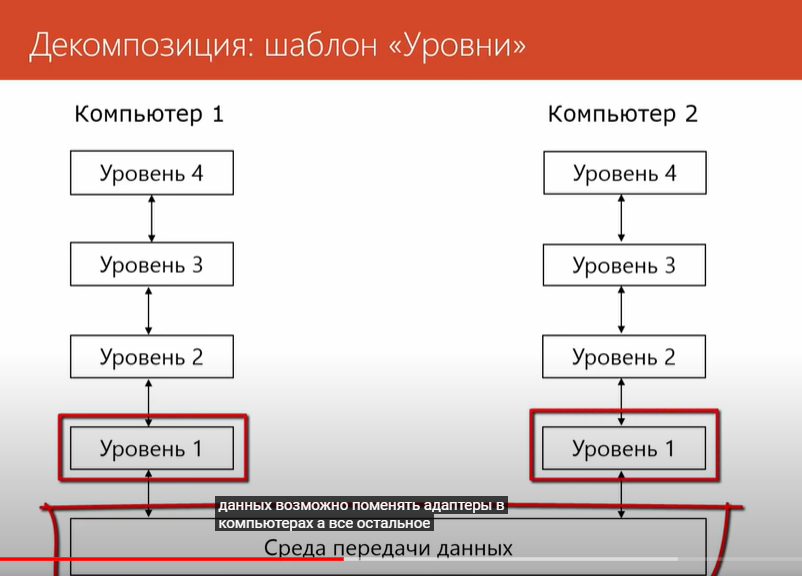 Декомпозиция: шаблон «Уровни»
Компьютер 1
Компьютер 2
Уровень 4
Уровень 4
Уровень 3
Уровень 3
Уровень 2
Уровень 2
Уровень 1
Уровень 1
данных возможно поменять адаптеры в
компьютерах а все остальное
Среда передачи данных